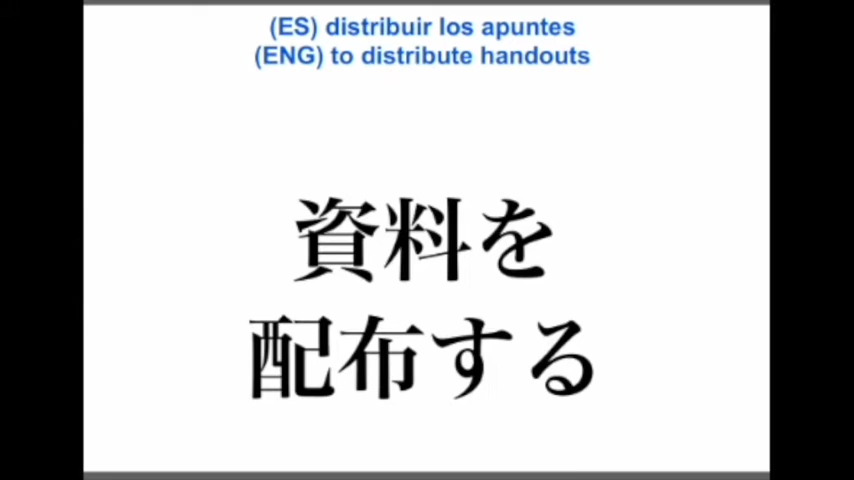 (ES) distribuir los apuntes
(ENG) to distribute handouts
資料を
配布する